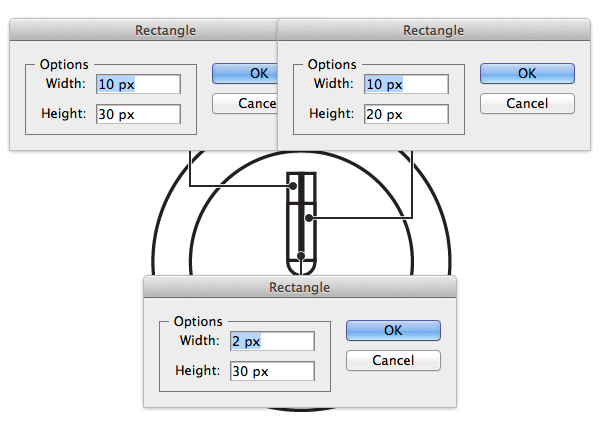 Rectangle
Options
Width: 10 px
Height: 30 px
OK
Cance
Rectangle
Options
Width: 10 px
Height: 20 px
OK
Cancel
Rectangle
Options
Width: 2 px
Height: 30 px
OK
Cancel